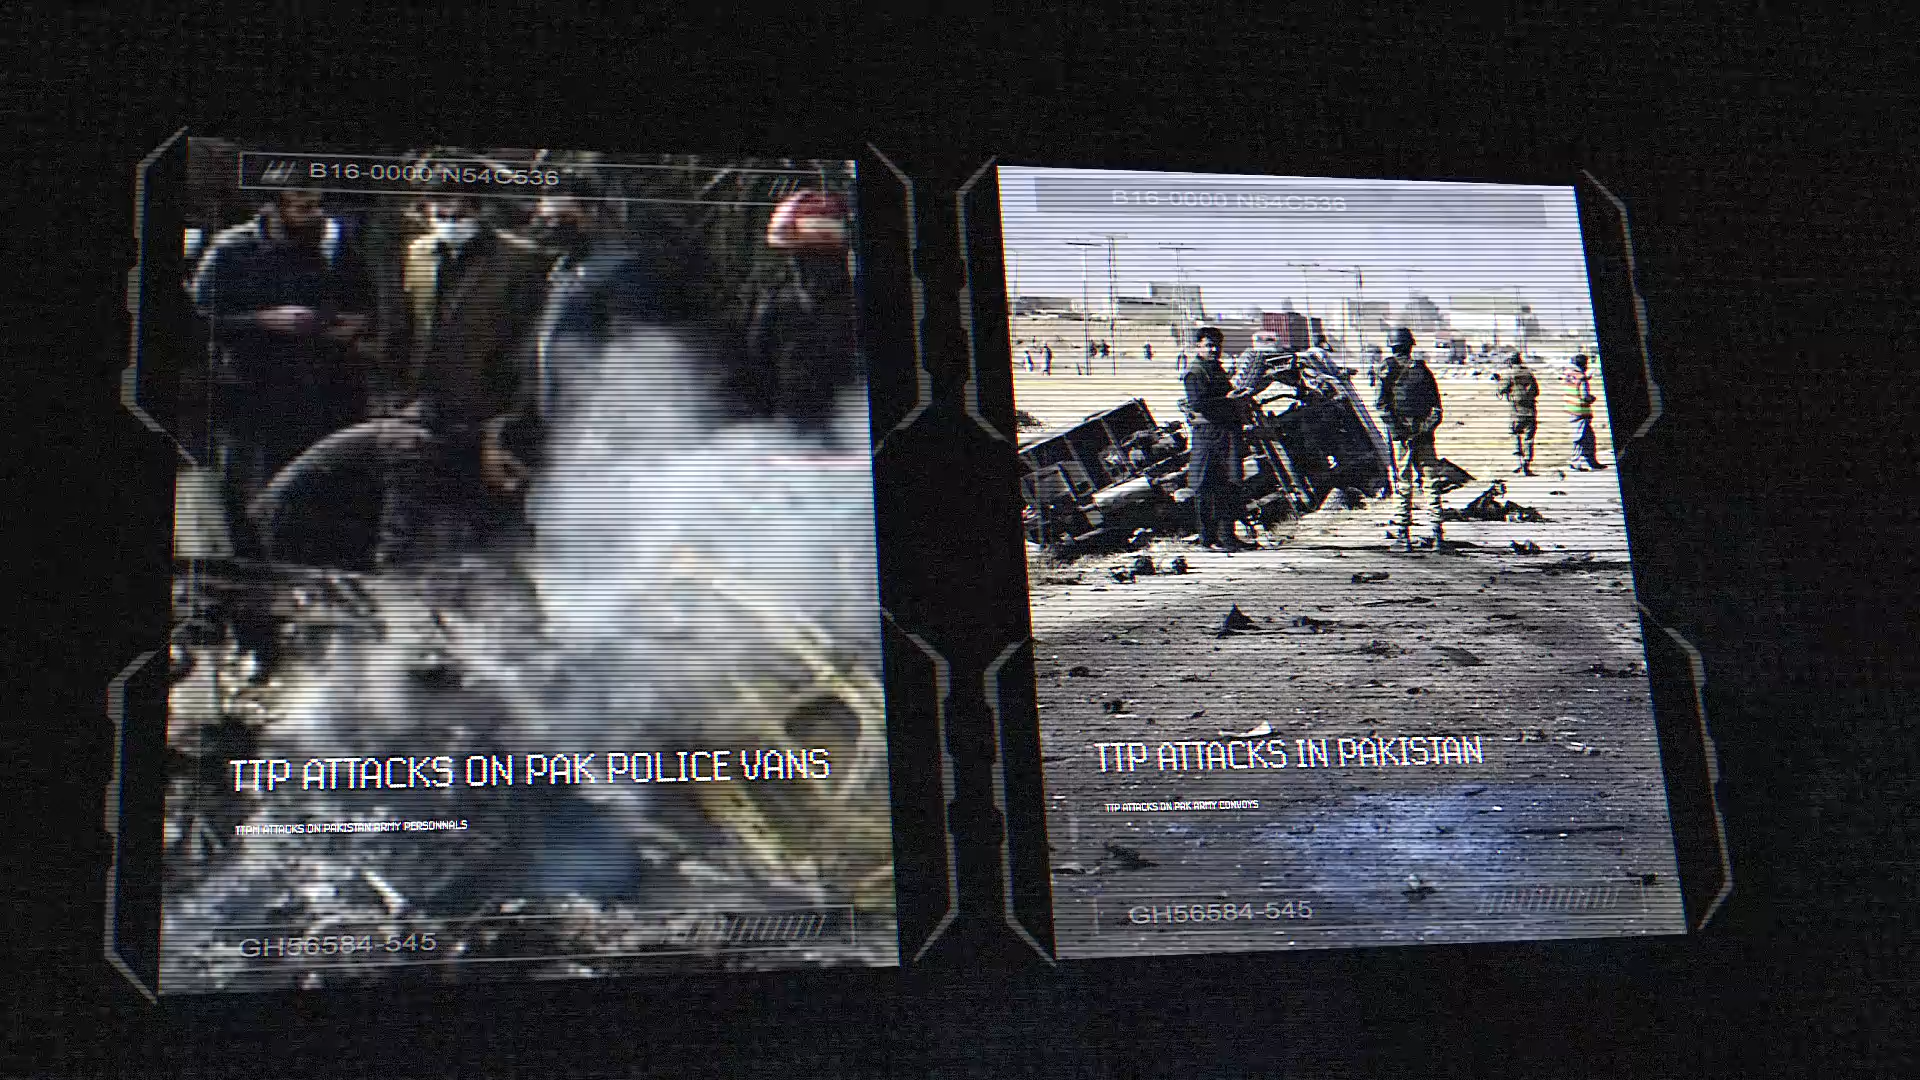 B16-0000 N54C536
TTP ATTACKS ON PAK POLICE VANS
TTPM ATTACKS ON PAKISTAN ARMY PERSONNALS
GH56584-545
B16-0000 N54C536
TTP ATTACKS IN PAKISTAN
TTP ATTACKS ON PAK ARMY CONVOYS
GH56584-545